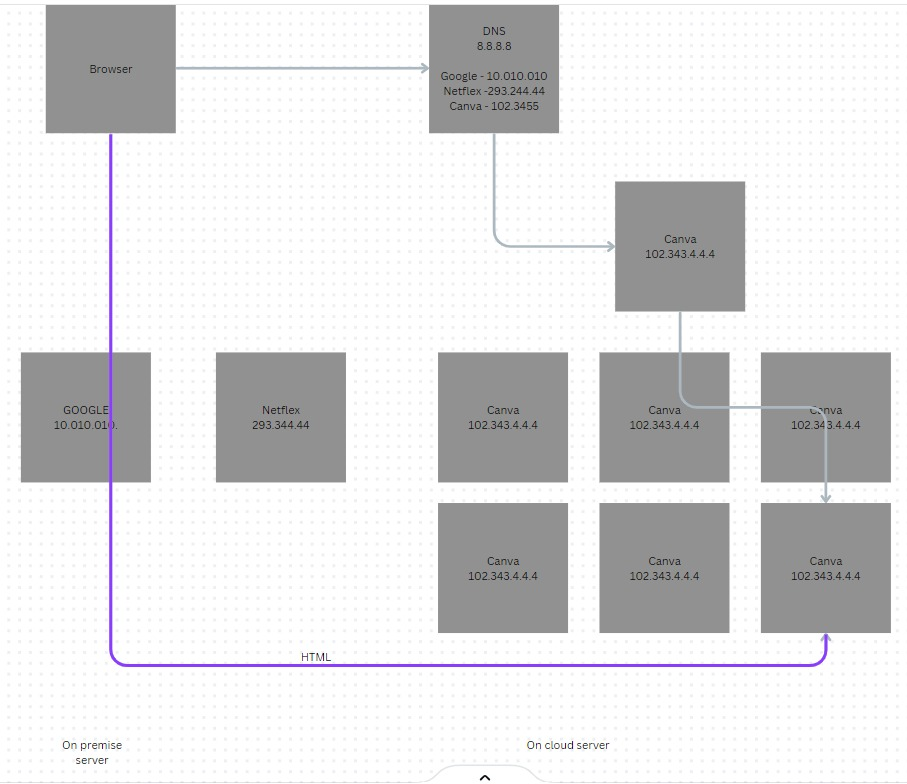 Browser
DNS
8.8.8.8
Google - 10.010.010
Netflex -293.244.44
Canva - 102.3455
Canva
102.343.4.4.4
GOOGLE
10.010.010.
Netflex
293.344.44
Canva
102.343.4.4.4
Canva
102.343.4.4.4
Canva
102.343.4.4.4
Canva
102.343.4.4.4
Canva
102.343.4.4.4
Canva
102.343.4.4.4
HTML
On premise
server
On cloud server